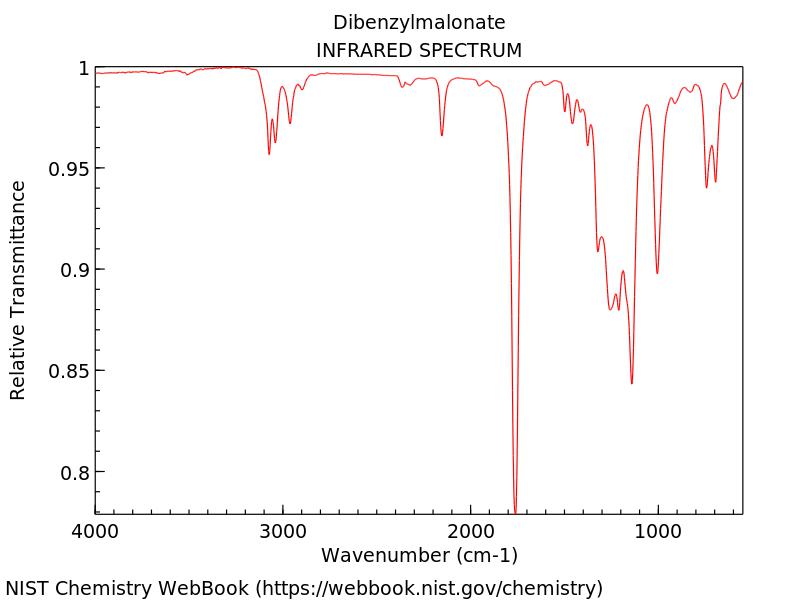 Dibenzylmalonate
INFRARED SPECTRUM
1
0.95
0.9
0.85
0.8
Relative Transmittance
4000 3000 2000 1000
Wavenumber (cm-1)
NIST Chemistry WebBook (https://webbook.nist.gov/chemistry)